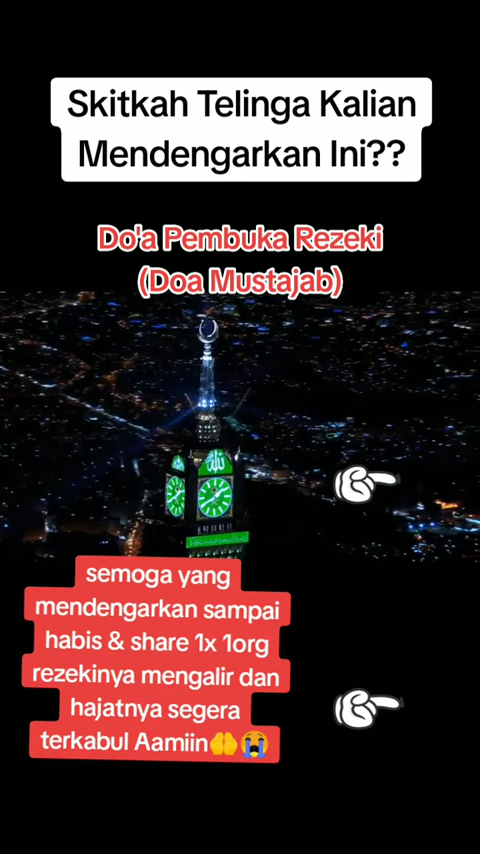 Skitkah Telinga Kalian
Mendengarkan Ini??
Do'a Pembuka Rezeki
(Doa Mustajab)
الله
semoga yang
mendengarkan sampai
habis & share 1x 1org
rezekinya mengalir dan
hajatnya segera
terkabul Aamiin🤲😭